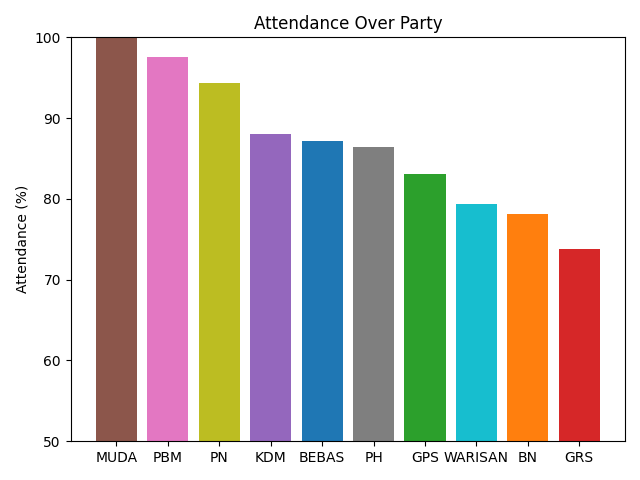 Attendance Over Party
Attendance (%)
100
90
80
70
60
50
MUDA PBM PN KDM BEBAS PH GPS WARISAN BN GRS